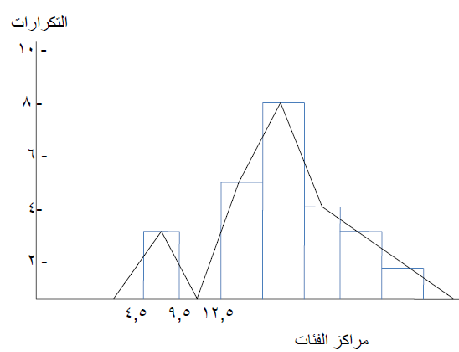 التكرارات
١٠ -
٨ -
٦ -
٤ -
٢ -
٤,٥ ٩,٥ ١٢,٥
مراكز الفئات